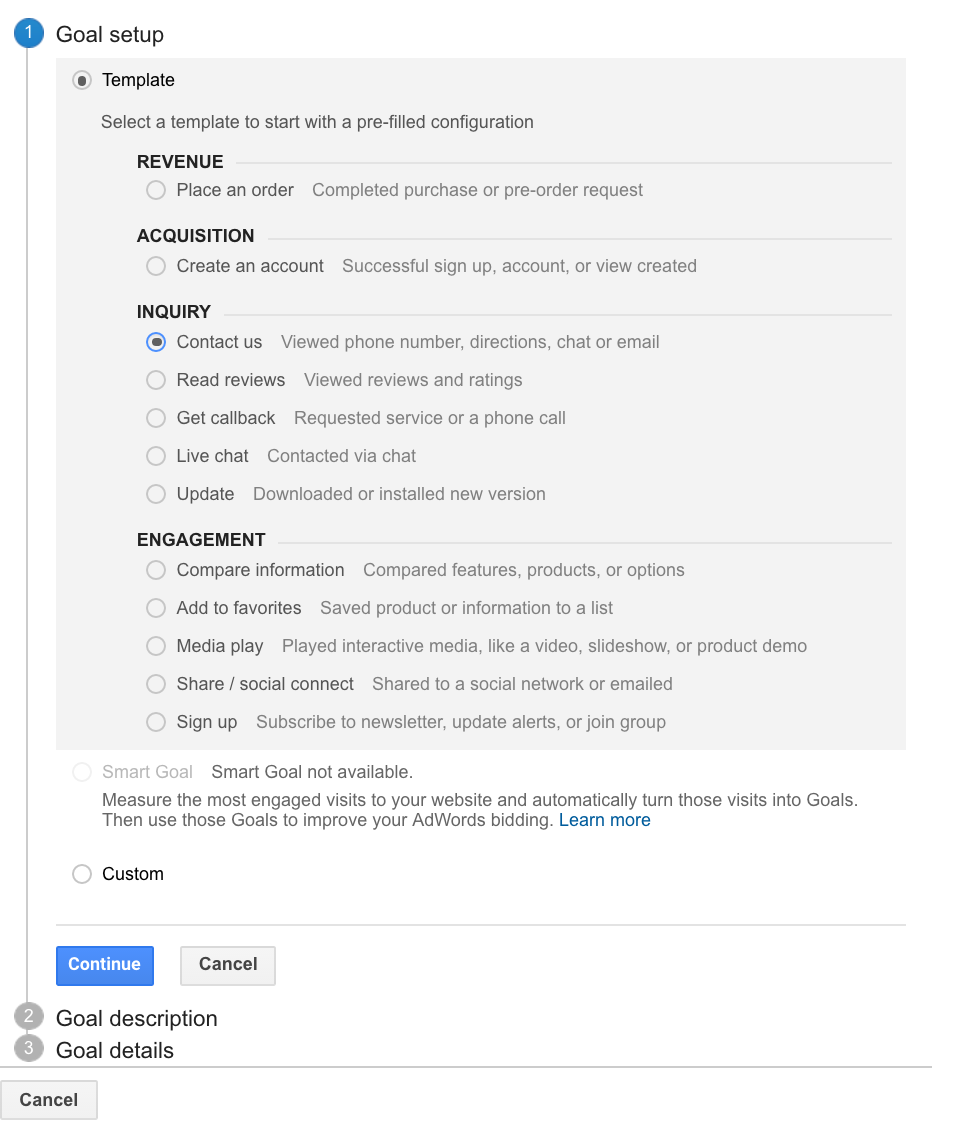 1 Goal setup
Template
Select a template to start with a pre-filled configuration
REVENUE
Place an order Completed purchase or pre-order request
ACQUISITION
Create an account Successful sign up, account, or view created
INQUIRY
Contact us Viewed phone number, directions, chat or email
Read reviews Viewed reviews and ratings
Get callback Requested service or a phone call
Live chat Contacted via chat
Update Downloaded or installed new version
ENGAGEMENT
Compare information Compared features, products, or options
Add to favorites Saved product or information to a list
Media play Played interactive media, like a video, slideshow, or product demo
Share / social connect Shared to a social network or emailed
Sign up Subscribe to newsletter, update alerts, or join group
Smart Goal Smart Goal not available.
Measure the most engaged visits to your website and automatically turn those visits into Goals.
Then use those Goals to improve your AdWords bidding. Learn more
Custom
Continue Cancel
2 Goal description
3 Goal details
Cancel